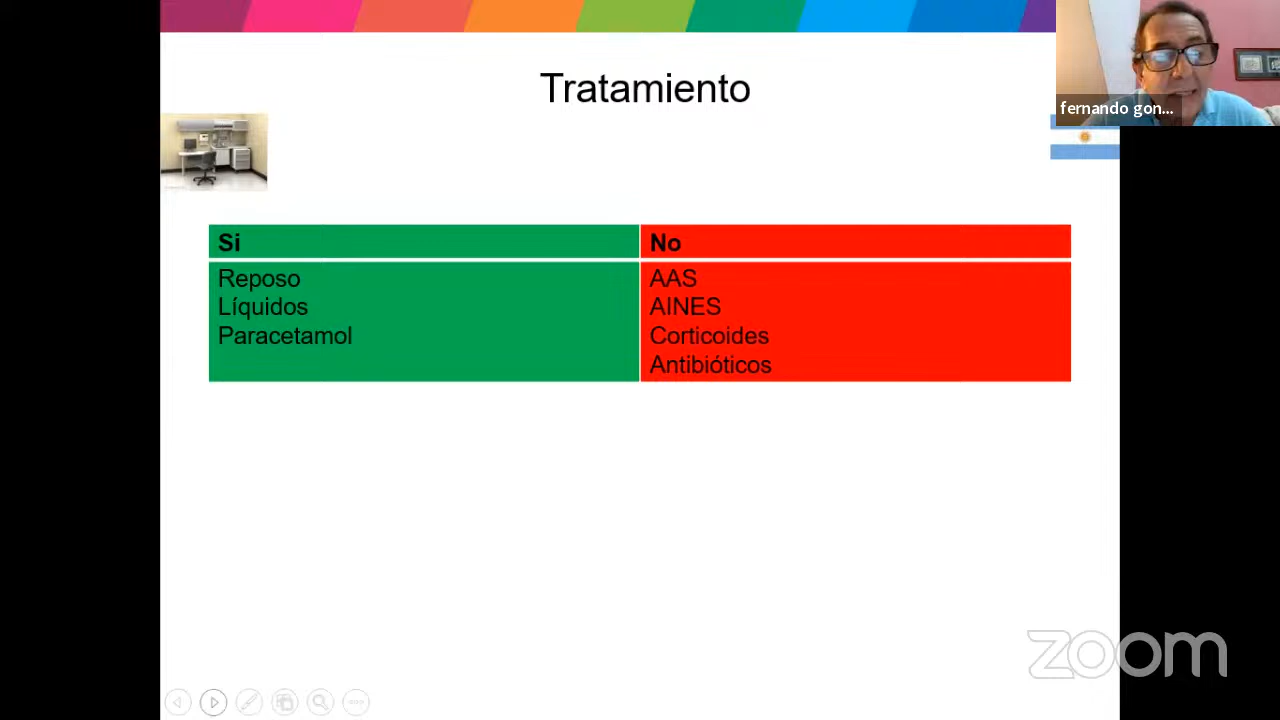 Tratamiento
fernando gon...
Si
No
Reposo
Líquidos
Paracetamol
AAS
AINES
Corticoides
Antibióticos
zoom